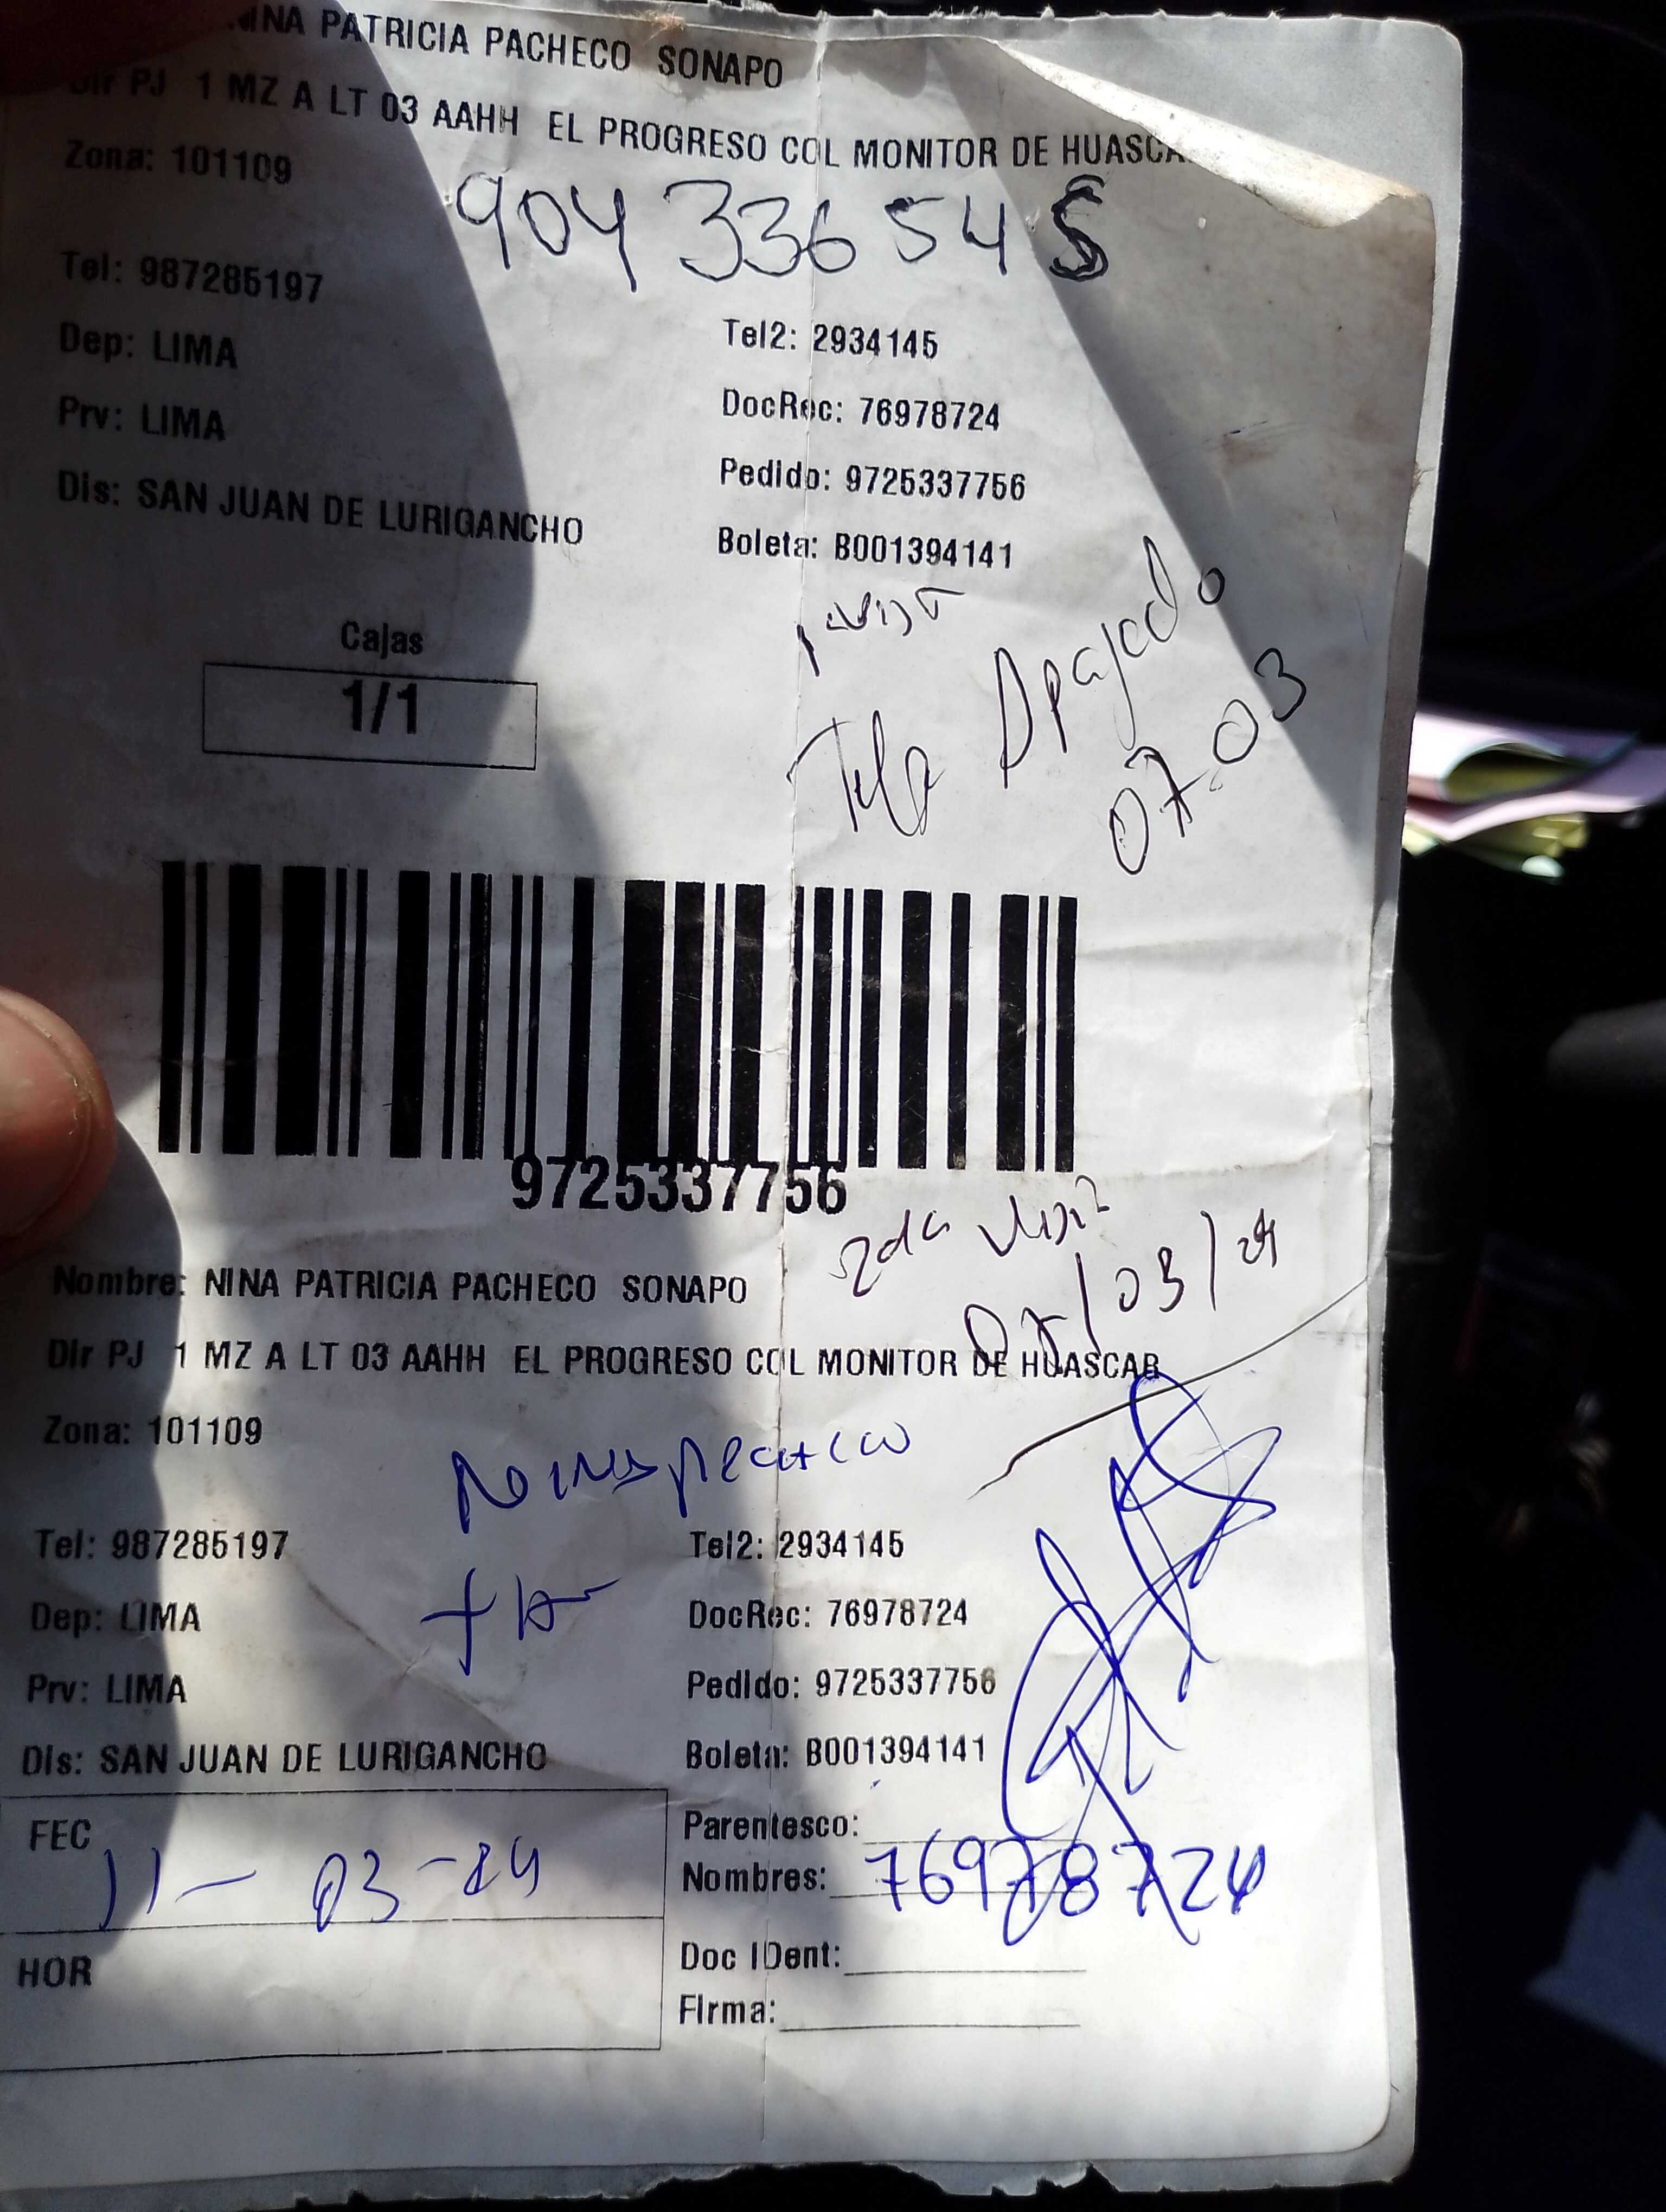 NINA PATRICIA PACHECO SONAPO
Dir PJ 1 MZ A LT 03 AAHH EL PROGRESO COL MONITOR DE HUASCA
Zona: 101109
904 336 545
Tel: 987285197
Tel2: 2934145
Dep: LIMA
DocRec: 76978724
Prv: LIMA
Pedido: 9725337756
Dis: SAN JUAN DE LURIGANCHO
Boleta: B001394141
Cajas
1/1
Apagado
07.03
9725337756
2da
Nombre: NINA PATRICIA PACHECO SONAPO
/03/24
Dir PJ 1 MZ A LT 03 AAHH EL PROGRESO COL MONITOR DE HUASCAR
Zona: 101109
Tel: 987285197
Tel2: 2934145
Dep: LIMA
DocRec: 76978724
Prv: LIMA
Pedido: 9725337756
Dis: SAN JUAN DE LURIGANCHO
Boleta: B001394141
FEC
11-03-24
Parentesco:
Nombres: 76978724
HOR
Doc IDent:
Firma: